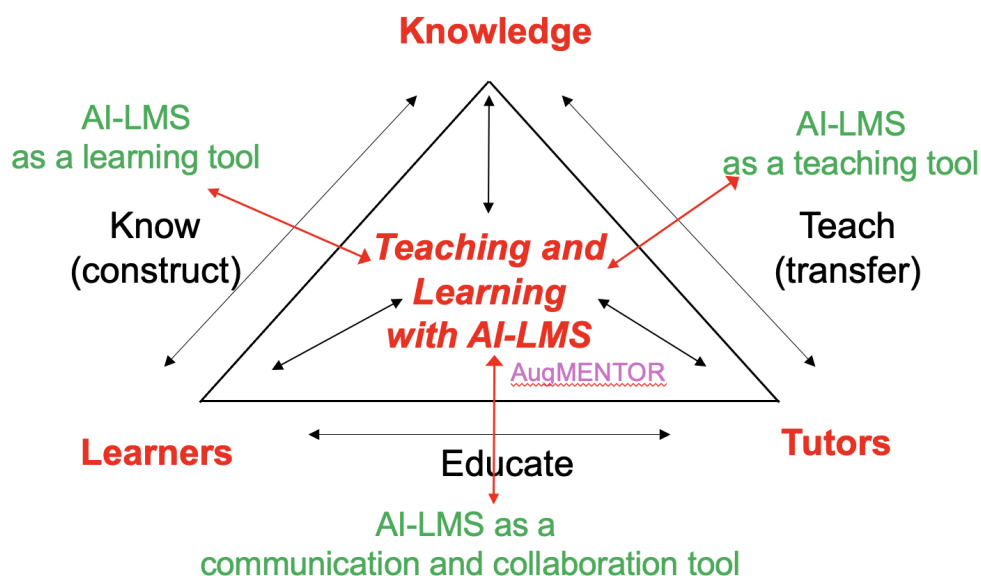 Knowledge
AI-LMS
as a learning tool
AI-LMS
as a teaching tool
Know
(construct)
Teach
(transfer)
Teaching and
Learning
with AI-LMS
AugMENTOR
Learners
Tutors
Educate
AI-LMS as a
communication and collaboration tool